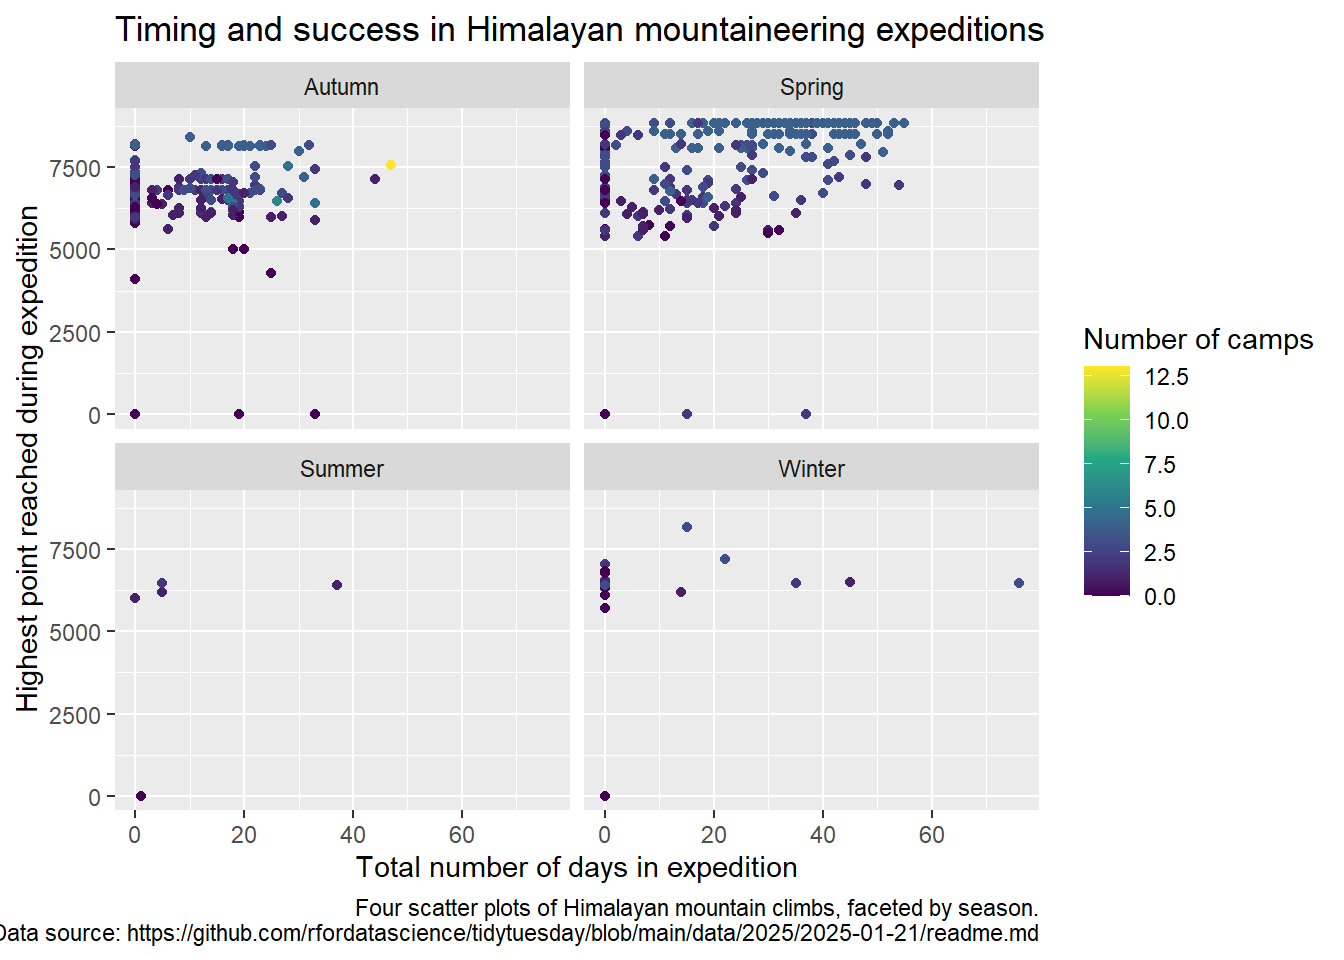 Timing and success in Himalayan mountaineering expeditions
Autumn
Spring
7500
5000
2500
0
Summer
Winter
7500
5000
2500
0
0 20 40 60
0 20 40 60
Highest point reached during expedition
Total number of days in expedition
Number of camps
12.5
10.0
7.5
5.0
2.5
0.0
Four scatter plots of Himalayan mountain climbs, faceted by season.
Data source: https://github.com/rfordatascience/tidytuesday/blob/main/data/2025/2025-01-21/readme.md